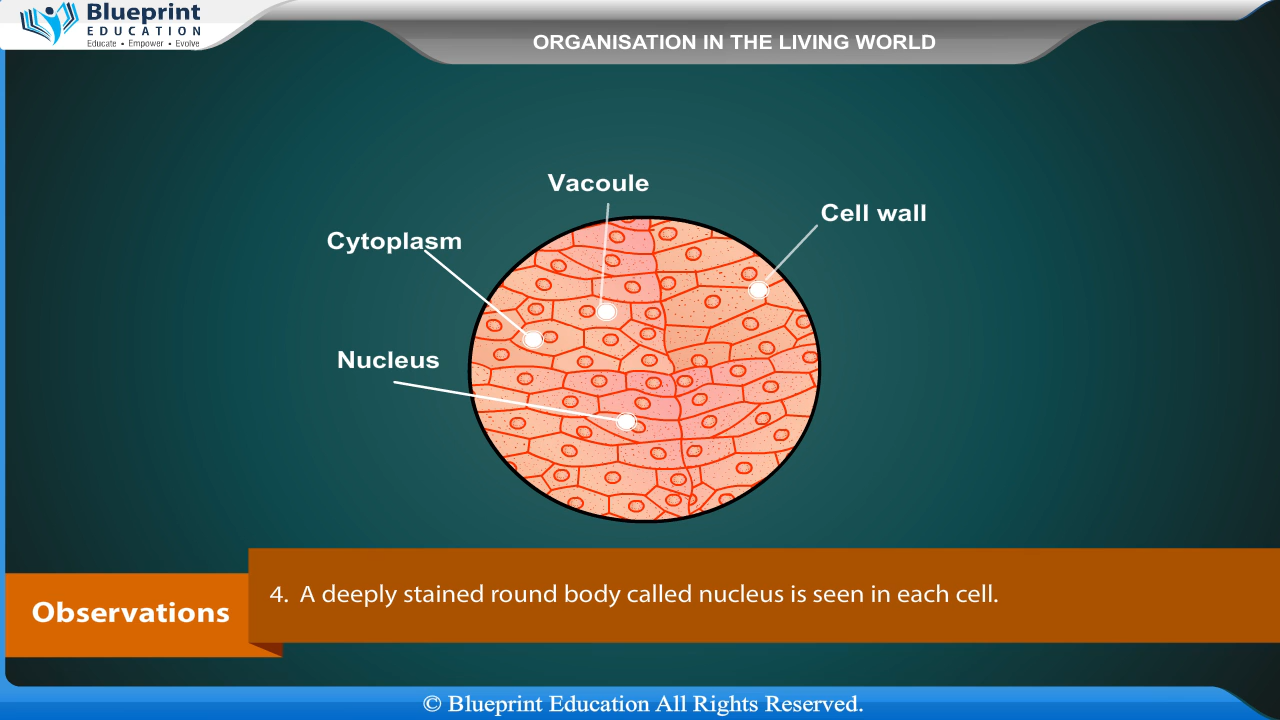 Blueprint
EDUCATION
Educate • Empower • Evolve
ORGANISATION IN THE LIVING WORLD
Vacoule
Cell wall
Cytoplasm
Nucleus
Observations
4. A deeply stained round body called nucleus is seen in each cell.
© Blueprint Education All Rights Reserved.